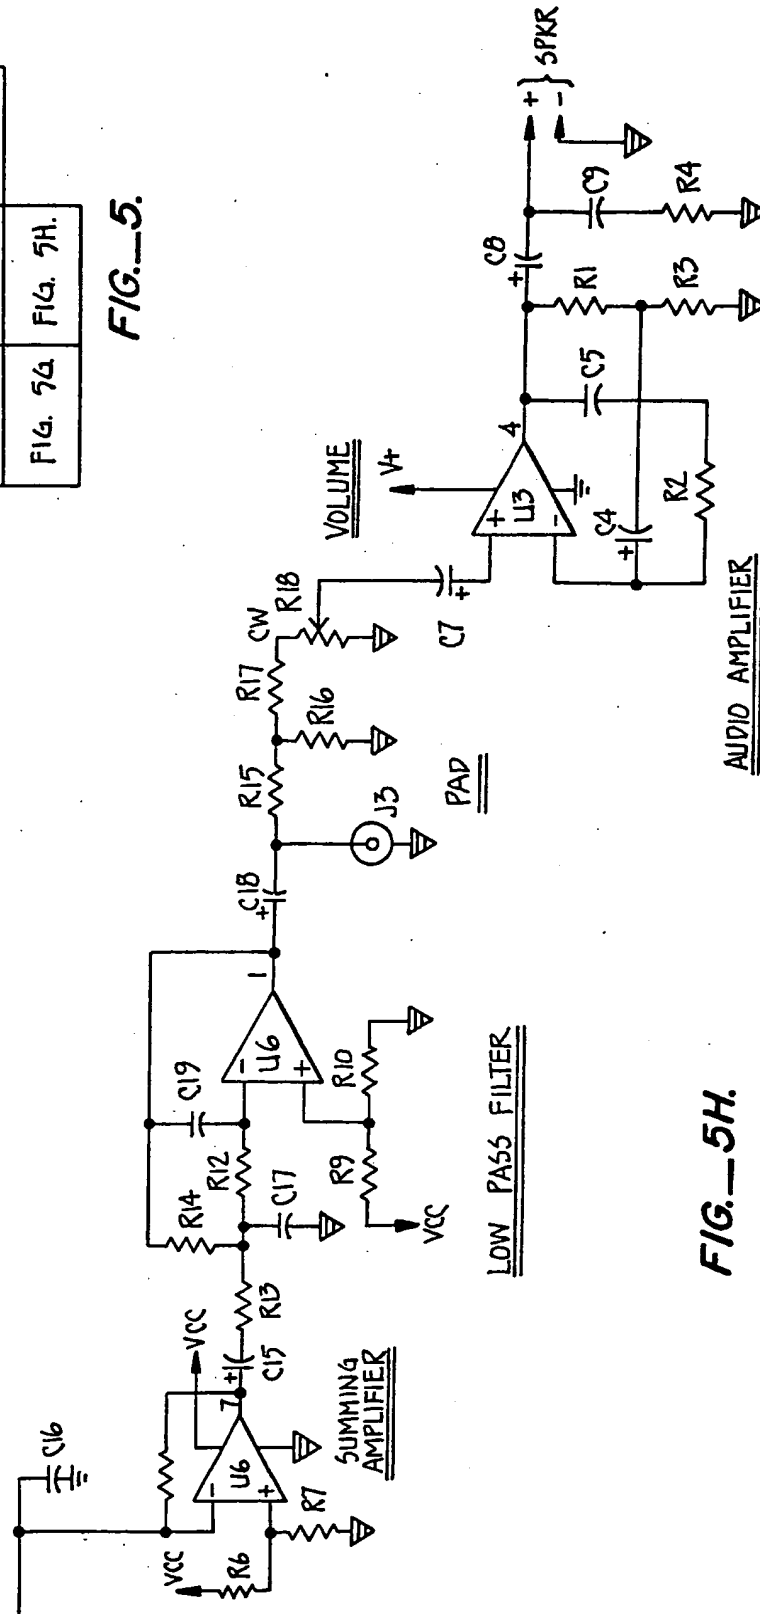 FIG. 5G
FIG. 5H.
FIG._5.
C16
VCC
R6
R7
-
U6
+
7
VCC
SUMMING
AMPLIFIER
+
C15
R13
R14
R12
C17
C19
-
U6
+
1
R9
R10
VCC
LOW PASS FILTER
+
C18
J3
R15
R16
R17
PAD
CW
R18
VOLUME
C7
+
V+
+
U3
-
4
C4
+
R2
C5
R1
R3
C8
+
C9
R4
+
-
SPKR
AUDIO AMPLIFIER
FIG._5H.